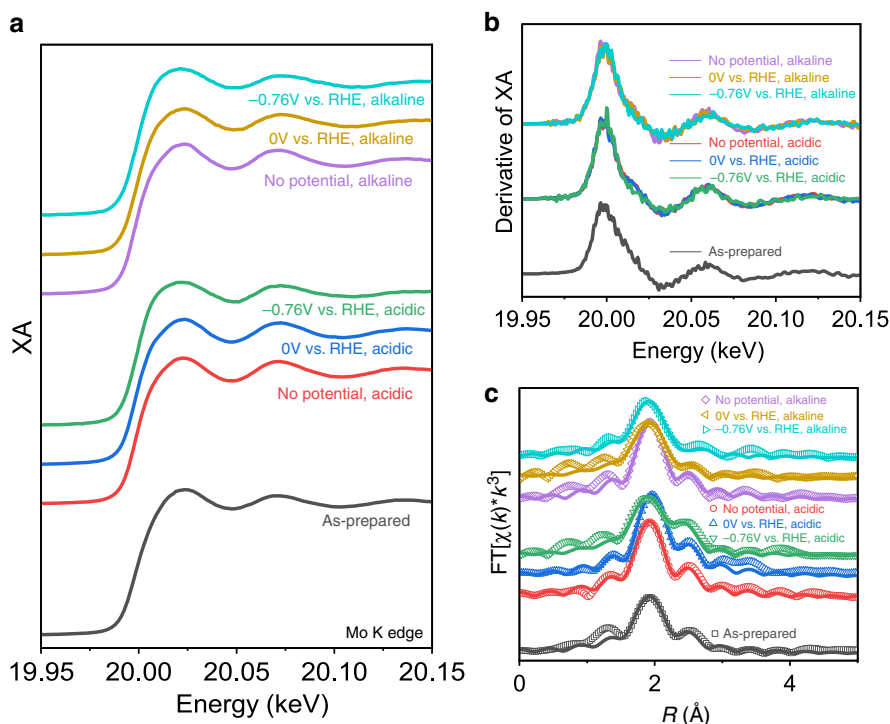 a
XA
−0.76V vs. RHE, alkaline
0V vs. RHE, alkaline
No potential, alkaline
−0.76V vs. RHE, acidic
0V vs. RHE, acidic
No potential, acidic
As-prepared
Mo K edge
19.95 20.00 20.05 20.10 20.15
Energy (keV)
b
Derivative of XA
No potential, alkaline
0V vs. RHE, alkaline
−0.76V vs. RHE, alkaline
No potential, acidic
0V vs. RHE, acidic
−0.76V vs. RHE, acidic
As-prepared
19.95 20.00 20.05 20.10 20.15
Energy (keV)
c
FT[χ(k)*k³]
No potential, alkaline
0V vs. RHE, alkaline
−0.76V vs. RHE, alkaline
No potential, acidic
0V vs. RHE, acidic
−0.76V vs. RHE, acidic
As-prepared
0 2 4
R (Å)